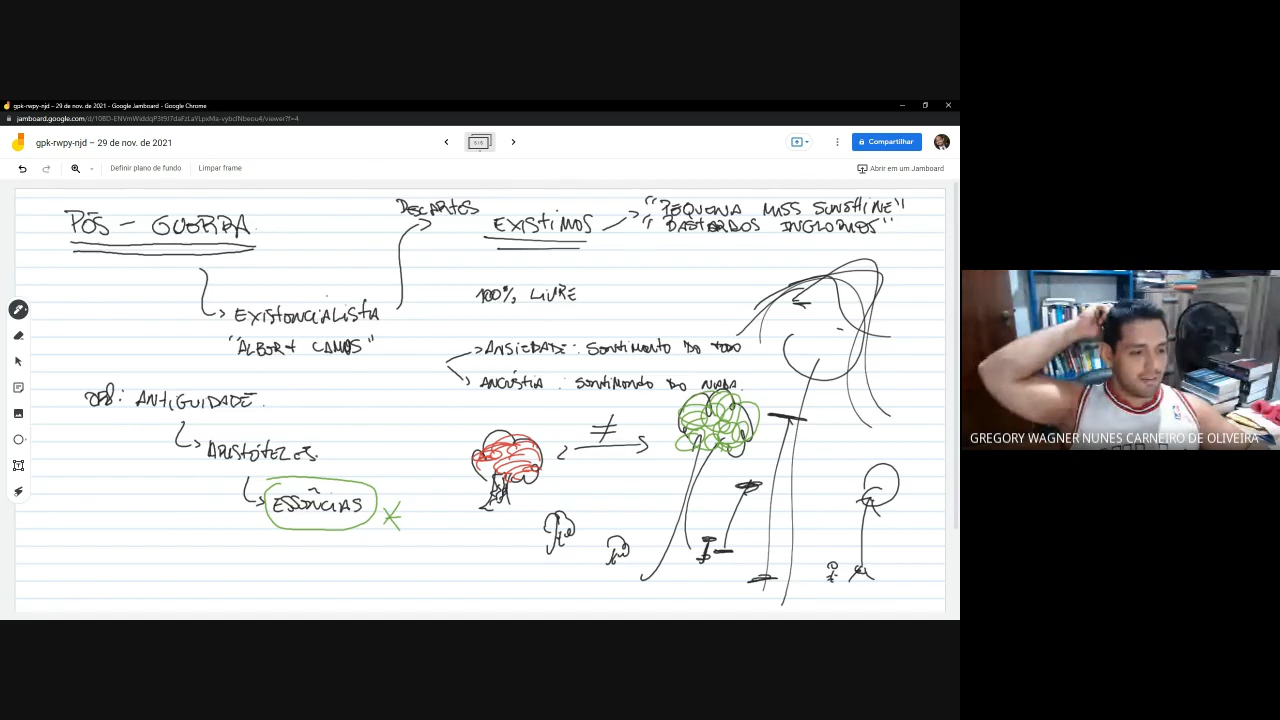 gpk-rwpy-njd – 29 de nov. de 2021 - Google Jamboard - Google Chrome
gpk-rwpy-njd – 29 de nov. de 2021
5 / 5
Compartilhar
Definir plano de fundo
Limpar frame
Abrir em um Jamboard
PÓS - GUERRA
DESCARTES
EXISTIMOS
"PEQUENA MISS SUNSHINE"
"BASTARDOS INGLÓRIOS"
100% LIVRE
EXISTENCIALISTA
"ALBERT CAMUS"
ANSIEDADE: SENTIMENTO DO TODO
ANGÚSTIA: SENTIMENTO DO NADA.
OBS: ANTIGUIDADE.
ARISTÓTELES.
≠
ESSÊNCIAS
GREGORY WAGNER NUNES CARNEIRO DE OLIVEIRA